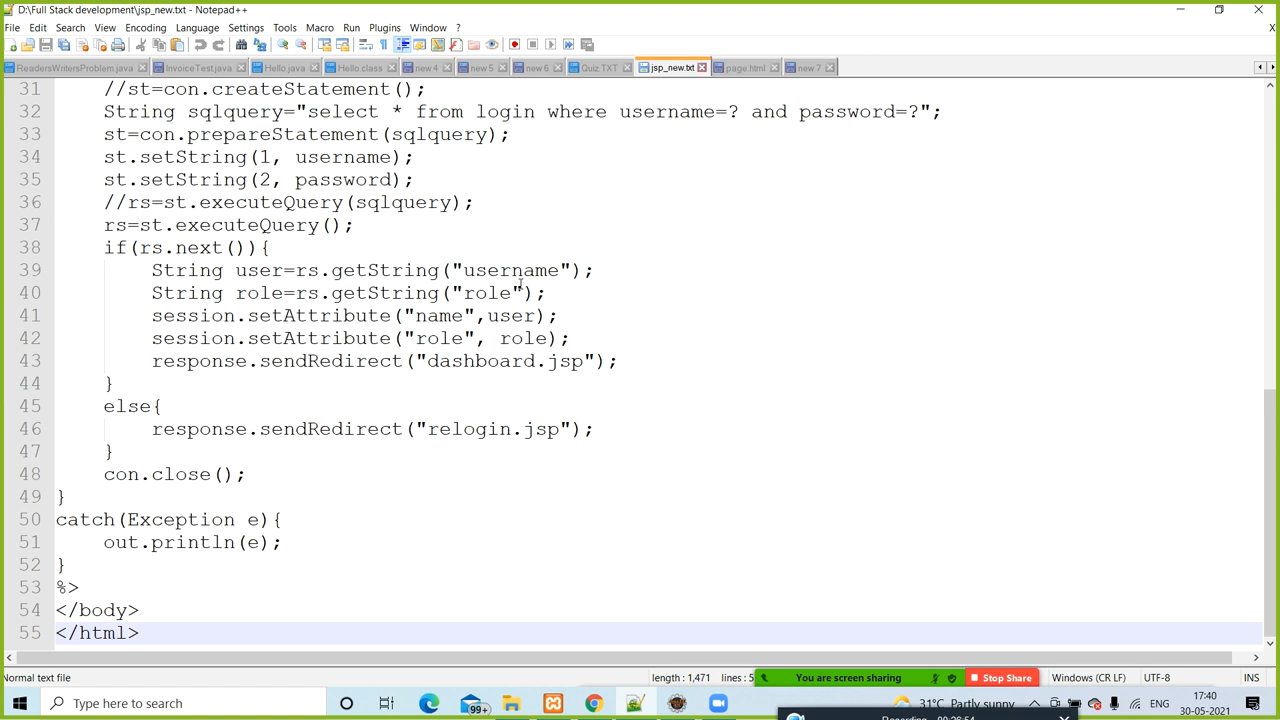 D:\Full Stack development\jsp_new.txt - Notepad++
File Edit Search View Encoding Language Settings Tools Macro Run Plugins Window ? X
ReadersWritersProblem.java InvoiceTest.java Hello.java Hello.class new 4 new 5 new 6 Quiz TXT jsp_new.txt page.html new 7
31 //st=con.createStatement();
32 String sqlquery="select * from login where username=? and password=?";
33 st=con.prepareStatement(sqlquery);
34 st.setString(1, username);
35 st.setString(2, password);
36 //rs=st.executeQuery(sqlquery);
37 rs=st.executeQuery();
38 if(rs.next()){
39 String user=rs.getString("username");
40 String role=rs.getString("role");
41 session.setAttribute("name",user);
42 session.setAttribute("role", role);
43 response.sendRedirect("dashboard.jsp");
44 }
45 else{
46 response.sendRedirect("relogin.jsp");
47 }
48 con.close();
49 }
50 catch(Exception e){
51 out.println(e);
52 }
53 %>
54 </body>
55 </html>
Normal text file length : 1,471 lines : 5 You are screen sharing Stop Share Windows (CR LF) UTF-8 INS
Type here to search 99+ 31°C Partly sunny ENG 17:40
30-05-2021